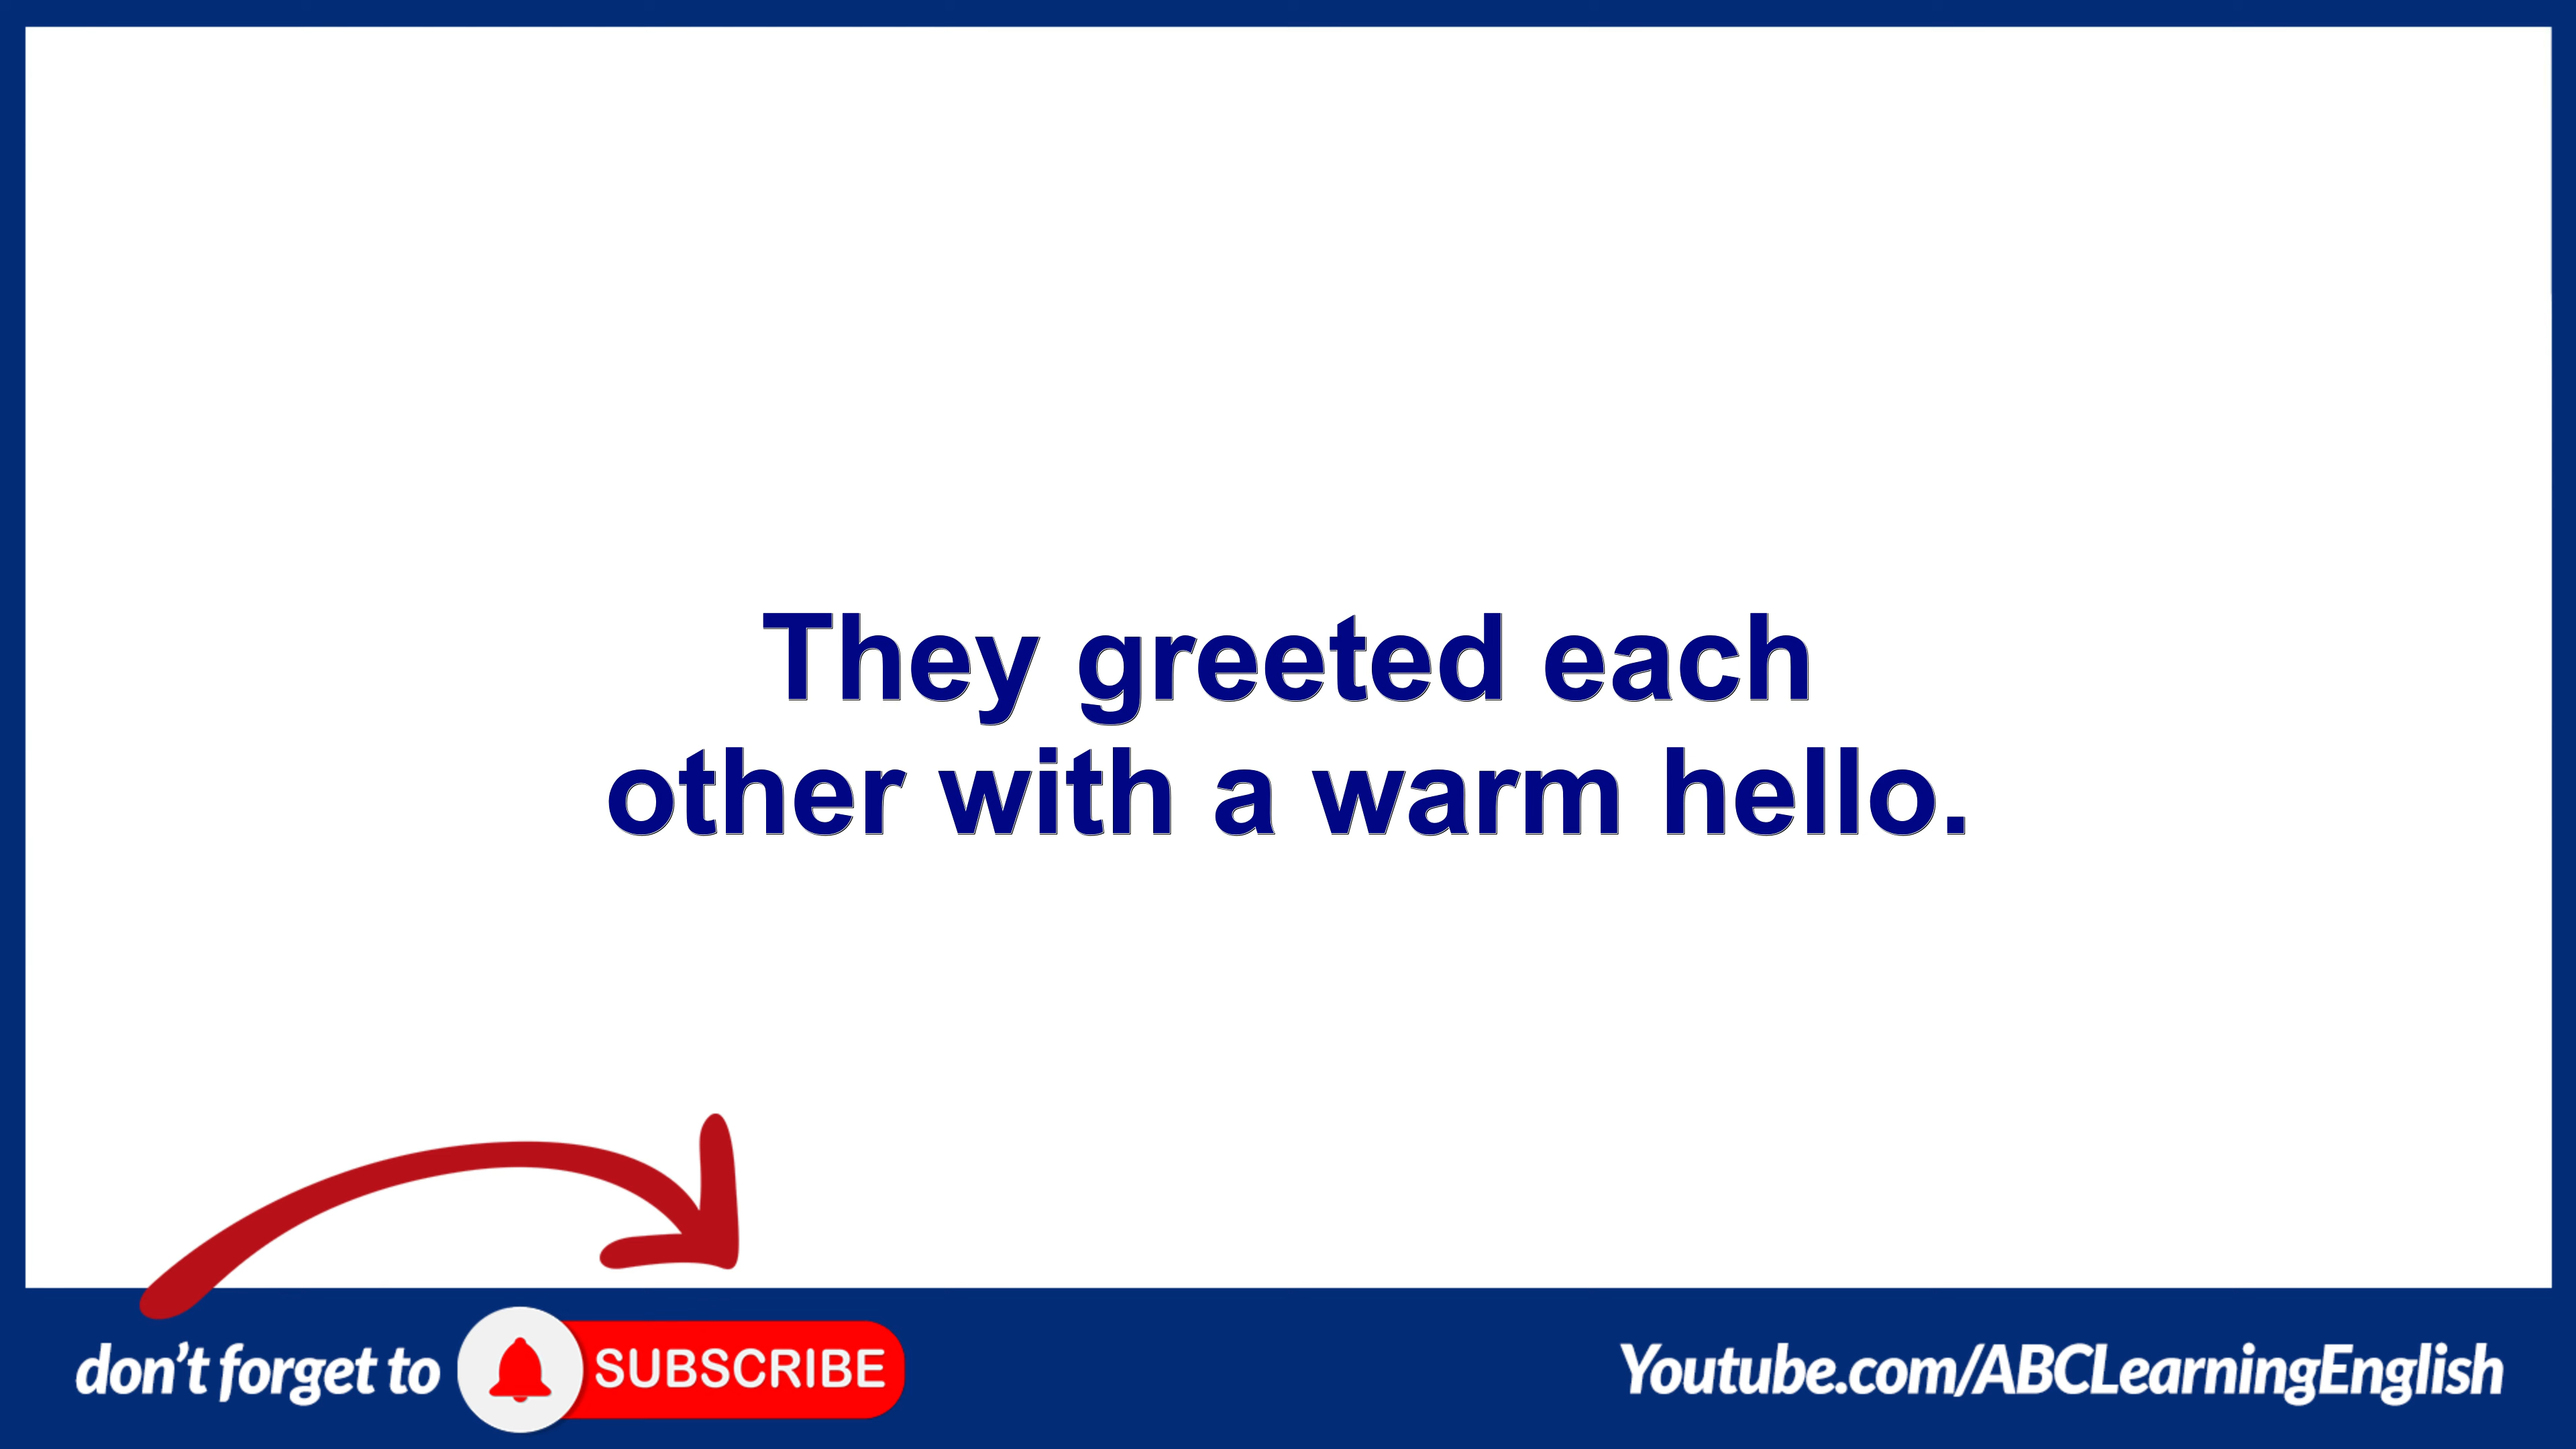 They greeted each
other with a warm hello.
don't forget to SUBSCRIBE
Youtube.com/ABCLearningEnglish